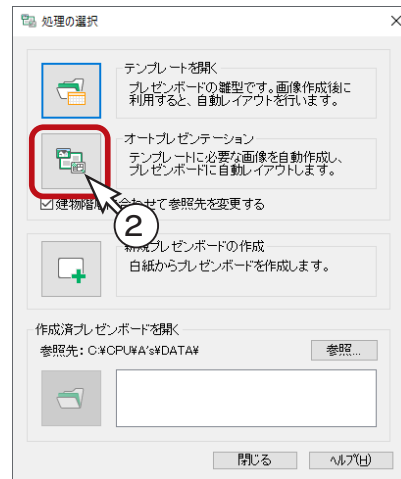 処理の選択
テンプレートを開く
プレゼンボードの雛型です。画像作成後に
利用すると、自動レイアウトを行います。
オートプレゼンテーション
テンプレートに必要な画像を自動作成し、
プレゼンボードに自動レイアウトします。
建物階 合わせて参照先を変更する
②
新規プレゼンボードの作成
白紙からプレゼンボードを作成します。
作成済プレゼンボードを開く
参照先: C:¥CPU¥A's¥DATA¥
参照...
閉じる
ヘルプ(H)